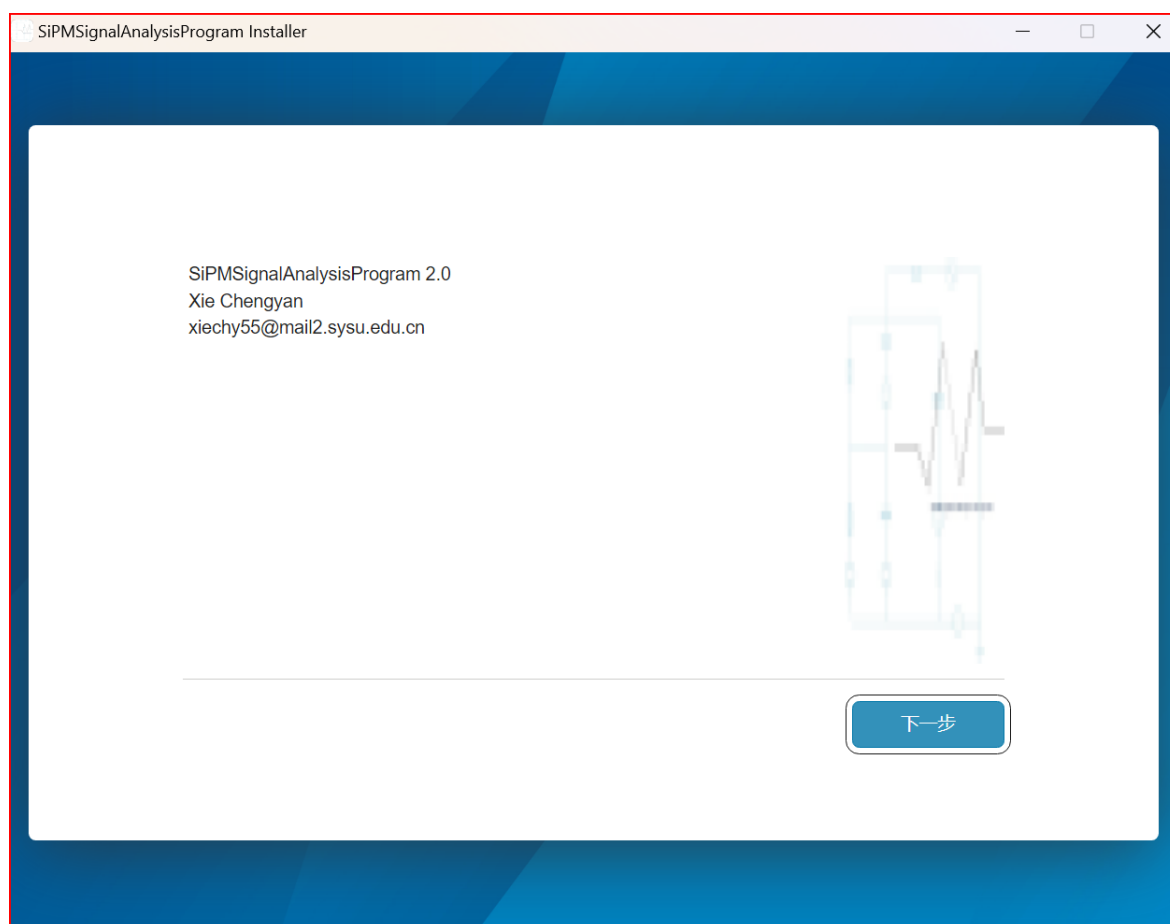 SiPMSignalAnalysisProgram Installer
SiPMSignalAnalysisProgram 2.0
Xie Chengyan
xiechy55@mail2.sysu.edu.cn
下一步